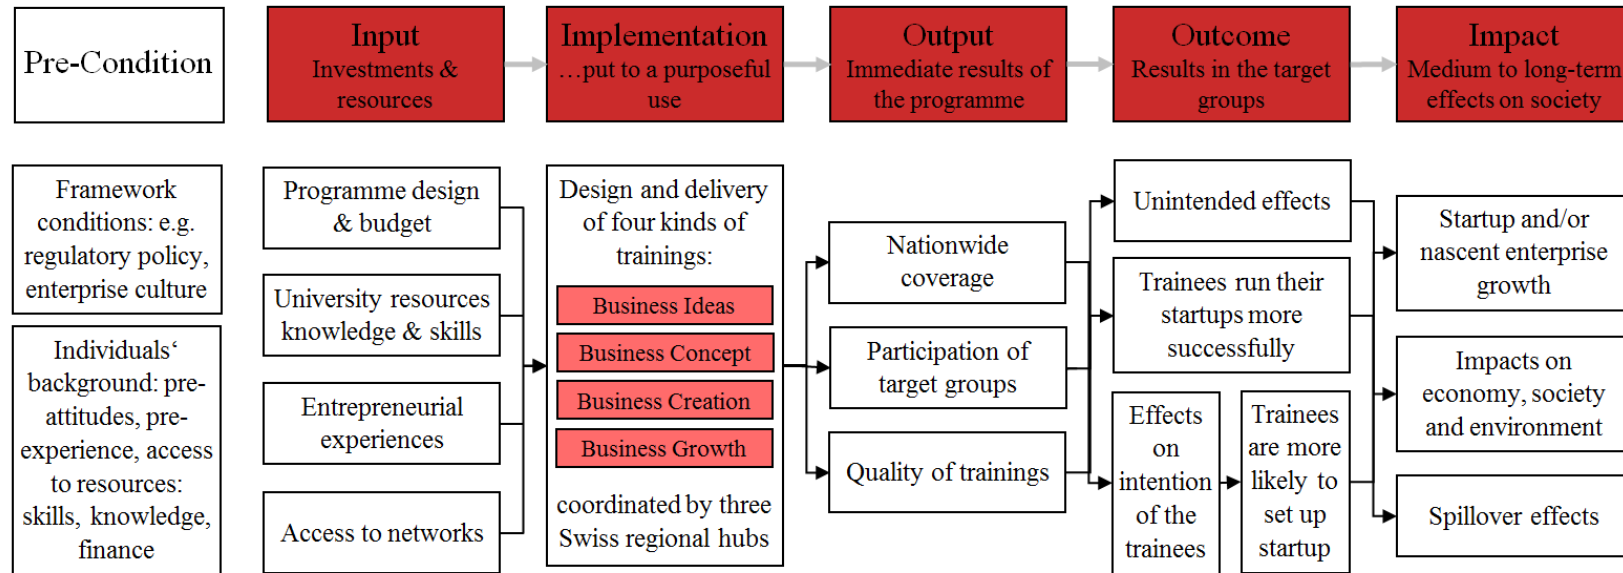 Pre-Condition
Input
Investments &
resources
Implementation
…put to a purposeful
use
Output
Immediate results of
the programme
Outcome
Results in the target
groups
Impact
Medium to long-term
effects on society
Framework
conditions: e.g.
regulatory policy,
enterprise culture
Individuals‘
background: pre-
attitudes, pre-
experience, access
to resources:
skills, knowledge,
finance
Programme design
& budget
University resources
knowledge & skills
Entrepreneurial
experiences
Access to networks
Design and delivery
of four kinds of
trainings:
Business Ideas
Business Concept
Business Creation
Business Growth
coordinated by three
Swiss regional hubs
Nationwide
coverage
Participation of
target groups
Quality of trainings
Unintended effects
Trainees run their
startups more
successfully
Effects
on
intention
of the
trainees
Trainees
are more
likely to
set up
startup
Startup and/or
nascent enterprise
growth
Impacts on
economy, society
and environment
Spillover effects